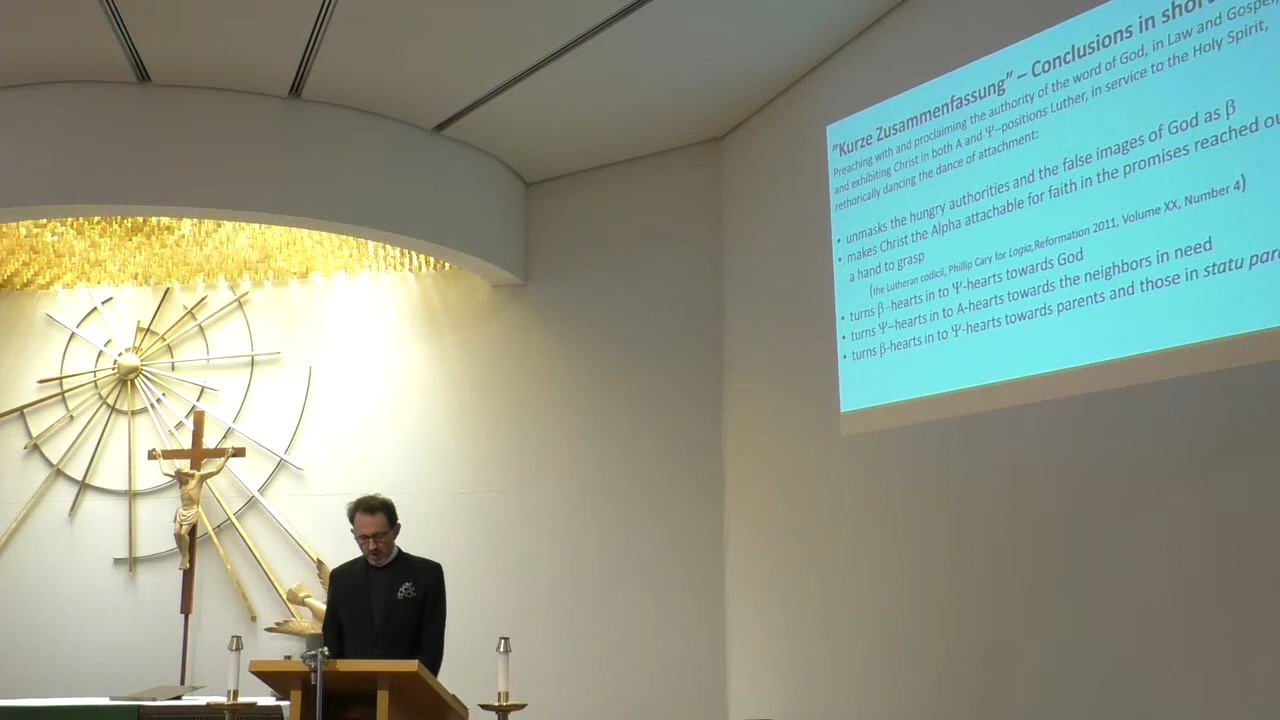 ”Kurze Zusammenfassung” – Conclusions in short
Preaching with and proclaiming the authority of the word of God, in Law and Gospel,
and exhibiting Christ in both A and Ψ–positions Luther, in service to the Holy Spirit,
rethorically dancing the dance of attachment:
• unmasks the hungry authorities and the false images of God as β
• makes Christ the Alpha attachable for faith in the promises reached ou
a hand to grasp
(the Lutheran codicil, Phillip Cary for Logia, Reformation 2011, Volume XX, Number 4)
• turns β–hearts in to Ψ-hearts towards God
• turns Ψ–hearts in to A-hearts towards the neighbors in need
• turns β-hearts in to Ψ-hearts towards parents and those in statu par